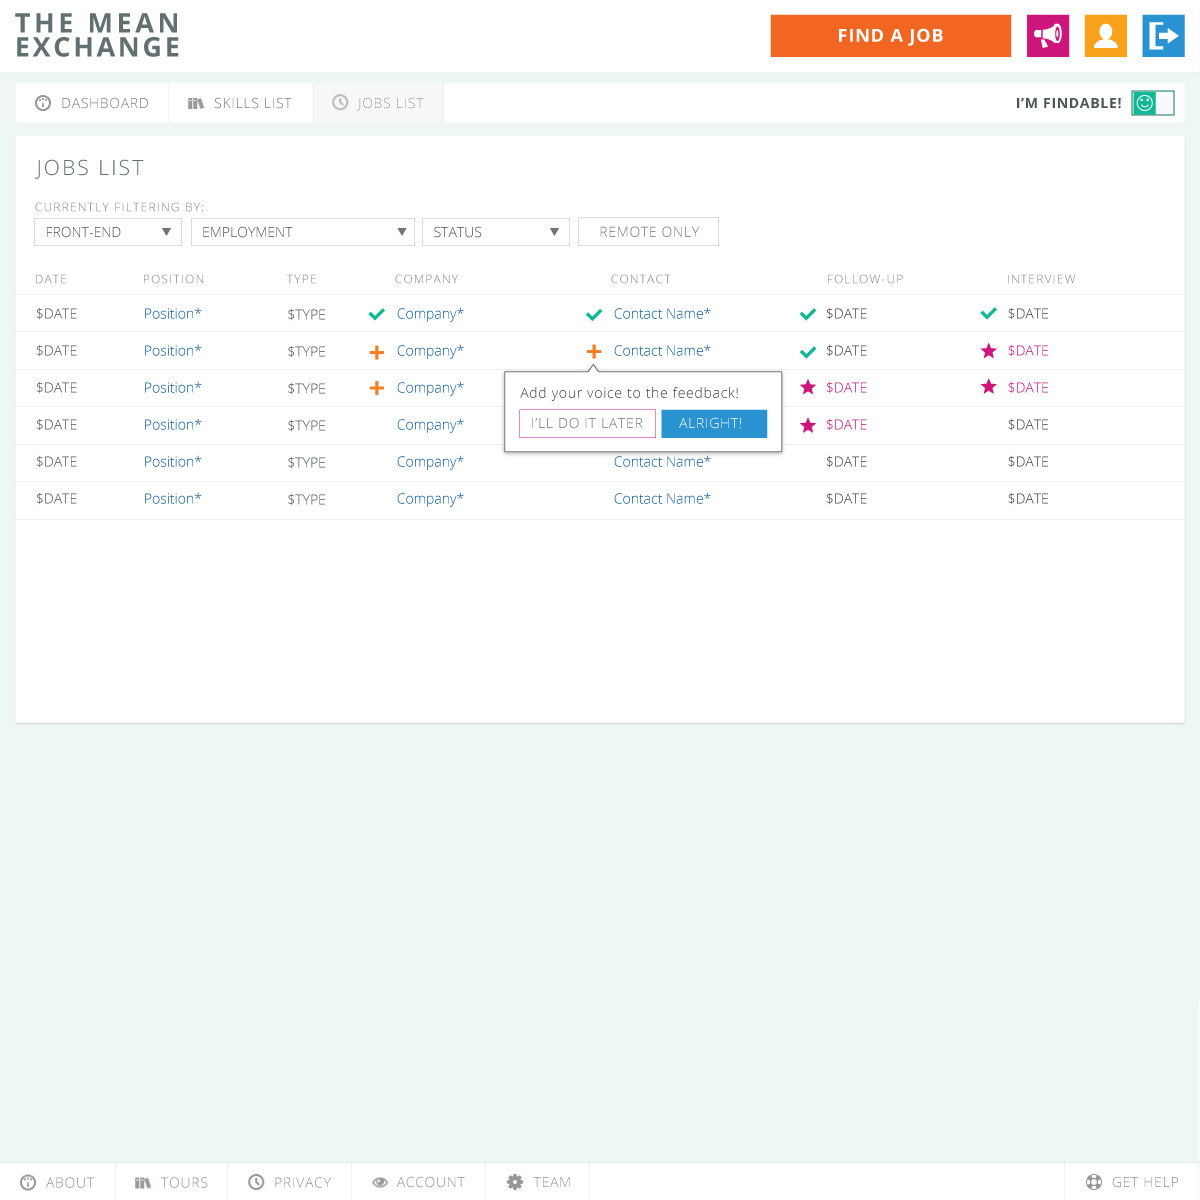 THE MEAN
EXCHANGE
FIND A JOB
DASHBOARD SKILLS LIST JOBS LIST I’M FINDABLE!
JOBS LIST
CURRENTLY FILTERING BY:
FRONT-END EMPLOYMENT STATUS REMOTE ONLY
DATE POSITION TYPE COMPANY CONTACT FOLLOW-UP INTERVIEW
$DATE Position* $TYPE Company* Contact Name* $DATE $DATE
$DATE Position* $TYPE Company* Contact Name* $DATE $DATE
$DATE Position* $TYPE Company* $DATE $DATE
Add your voice to the feedback!
I’LL DO IT LATER ALRIGHT!
$DATE Position* $TYPE Company* $DATE $DATE
$DATE Position* $TYPE Company* Contact Name* $DATE $DATE
$DATE Position* $TYPE Company* Contact Name* $DATE $DATE
ABOUT TOURS PRIVACY ACCOUNT TEAM GET HELP